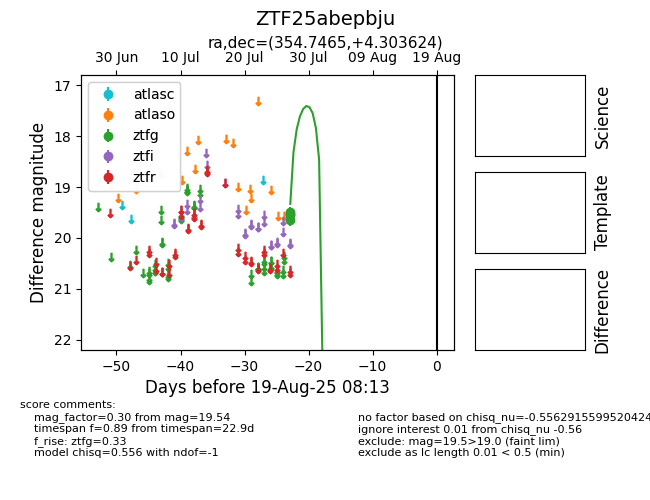 ZTF25abepbju
ra,dec=(354.7465,+4.303624)
30 Jun 10 Jul 20 Jul 30 Jul 09 Aug 19 Aug
17
18
19
20
21
22
Difference magnitude
atlasc
atlaso
ztfg
ztfi
ztfr
−50 −40 −30 −20 −10 0
Days before 19-Aug-25 08:13
Science
Template
Difference
score comments:
mag_factor=0.30 from mag=19.54
timespan f=0.89 from timespan=22.9d
f_rise: ztfg=0.33
model chisq=0.556 with ndof=-1
no factor based on chisq_nu=-0.5562915599520424
ignore interest 0.01 from chisq_nu -0.56
exclude: mag=19.5>19.0 (faint lim)
exclude as lc length 0.01 < 0.5 (min)